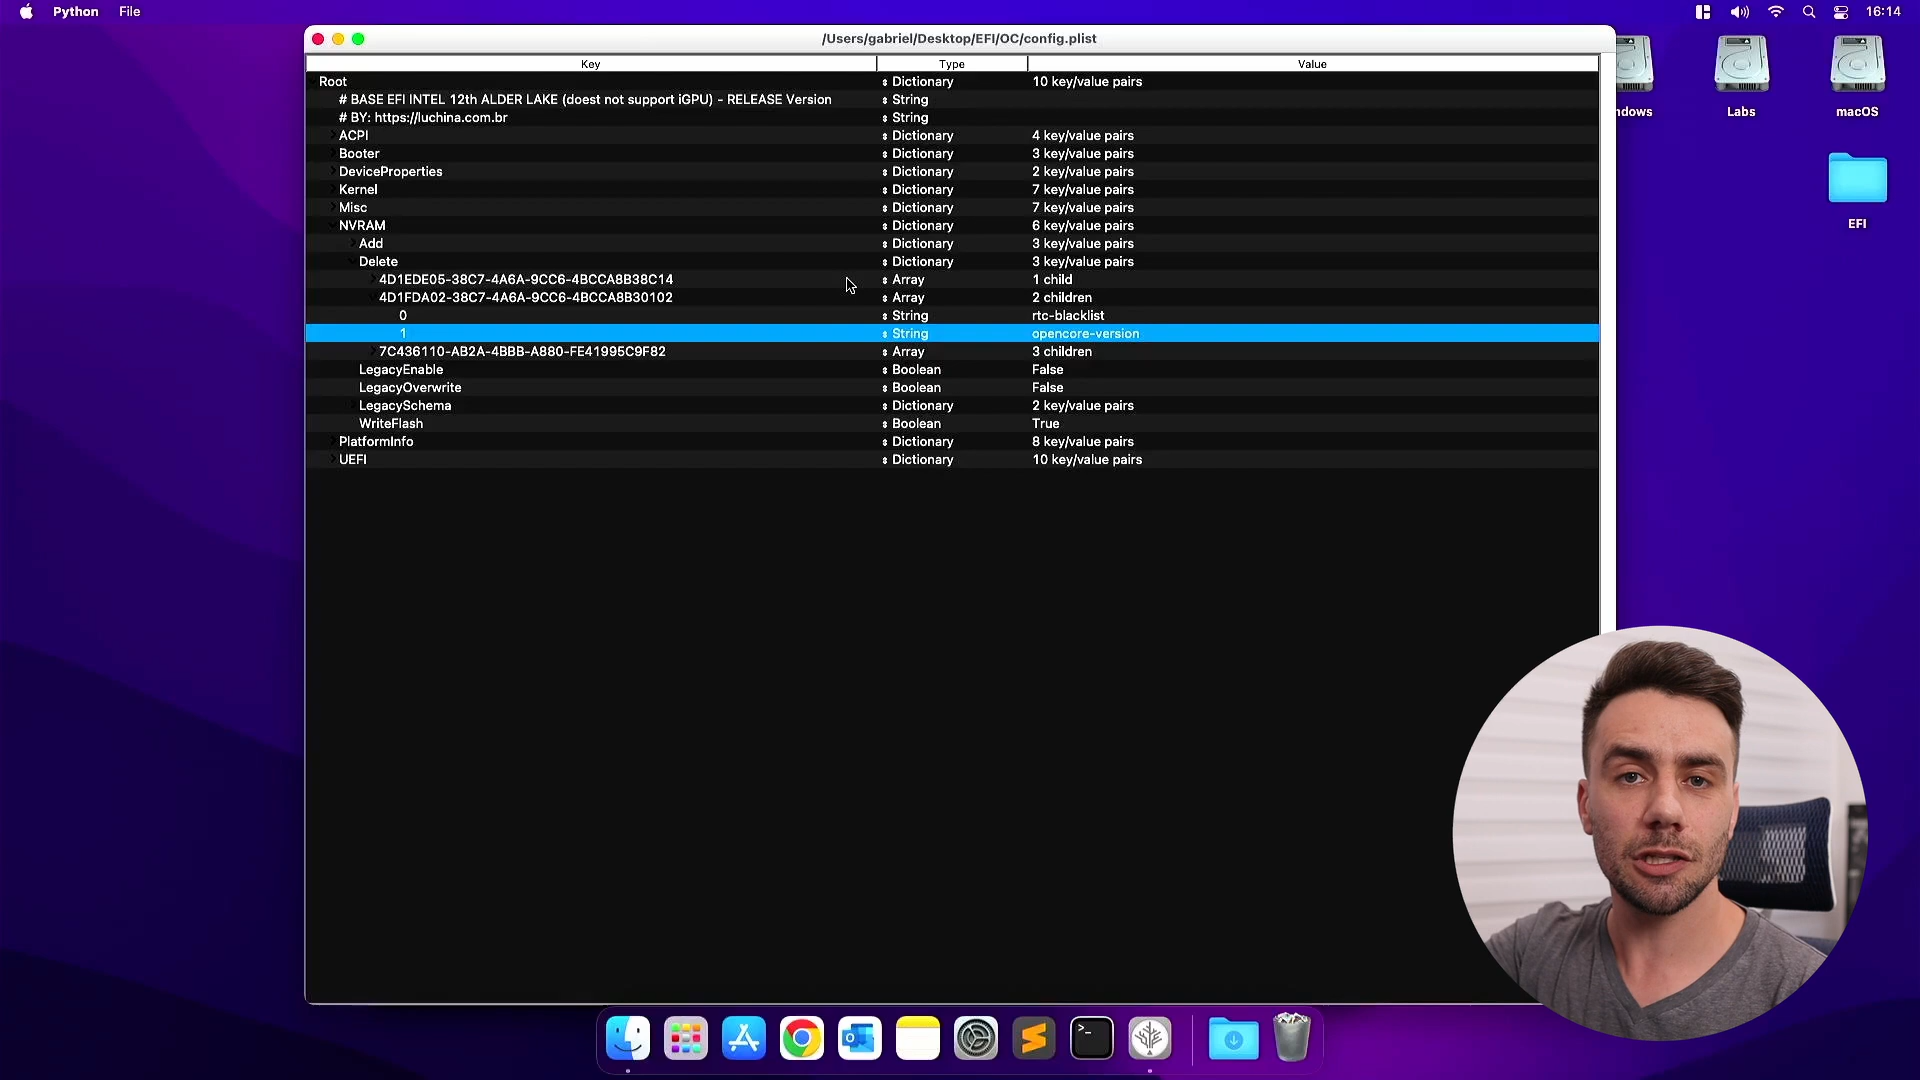 Python File 16:14
/Users/gabriel/Desktop/EFI/OC/config.plist
Key Type Value
Root Dictionary 10 key/value pairs
# BASE EFI INTEL 12th ALDER LAKE (doest not support iGPU) - RELEASE Version String
# BY: https://luchina.com.br String
ACPI Dictionary 4 key/value pairs
Booter Dictionary 3 key/value pairs
DeviceProperties Dictionary 2 key/value pairs
Kernel Dictionary 7 key/value pairs
Misc Dictionary 7 key/value pairs
NVRAM Dictionary 6 key/value pairs
Add Dictionary 3 key/value pairs
Delete Dictionary 3 key/value pairs
4D1EDE05-38C7-4A6A-9CC6-4BCCA8B38C14 Array 1 child
4D1FDA02-38C7-4A6A-9CC6-4BCCA8B30102 Array 2 children
0 String rtc-blacklist
1 String opencore-version
7C436110-AB2A-4BBB-A880-FE41995C9F82 Array 3 children
LegacyEnable Boolean False
LegacyOverwrite Boolean False
LegacySchema Dictionary 2 key/value pairs
WriteFlash Boolean True
PlatformInfo Dictionary 8 key/value pairs
UEFI Dictionary 10 key/value pairs
ndows Labs macOS
EFI